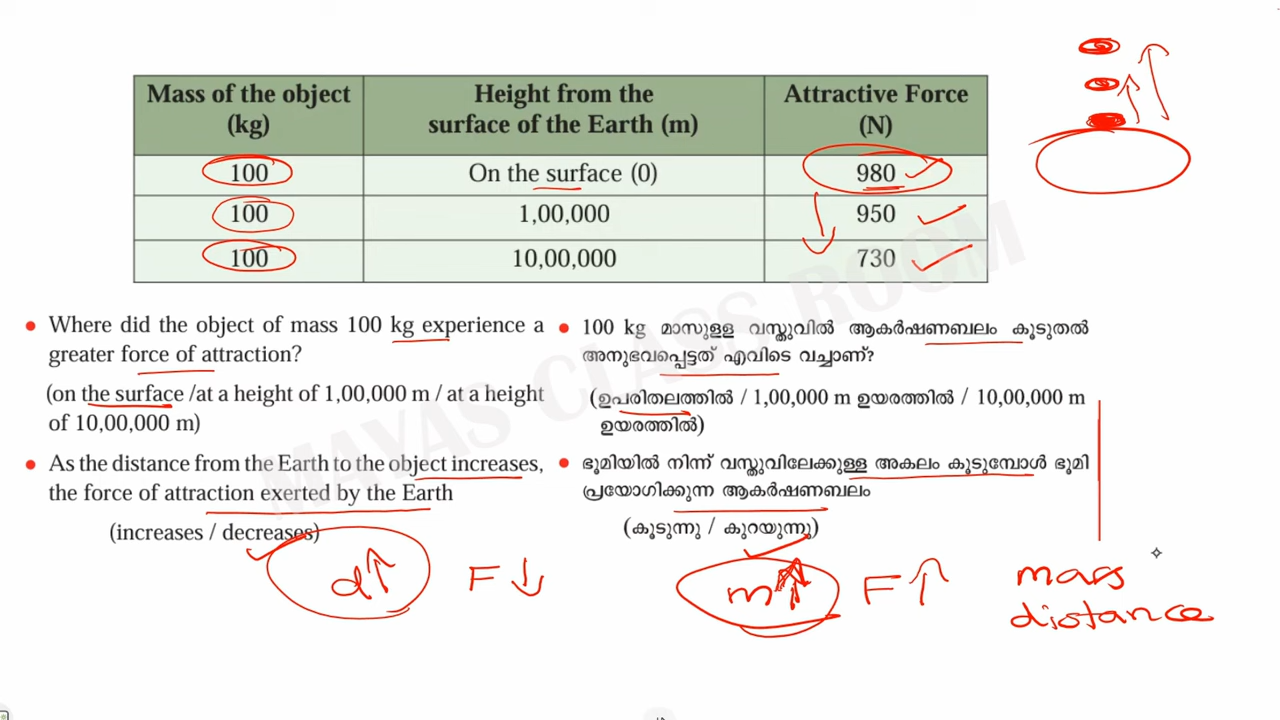 Mass of the object (kg) Height from the surface of the Earth (m) Attractive Force (N)
100 On the surface (0) 980
100 1,00,000 950
100 10,00,000 730
• Where did the object of mass 100 kg experience a
greater force of attraction?
(on the surface /at a height of 1,00,000 m / at a height
of 10,00,000 m)
• As the distance from the Earth to the object increases,
the force of attraction exerted by the Earth
(increases / decreases)
• 100 kg മാസുള്ള വസ്തുവിൽ ആകർഷണബലം കൂടുതൽ
അനുഭവപ്പെട്ടത് എവിടെ വച്ചാണ്?
(ഉപരിതലത്തിൽ / 1,00,000 m ഉയരത്തിൽ / 10,00,000 m
ഉയരത്തിൽ)
• ഭൂമിയിൽ നിന്ന് വസ്തുവിലേക്കുള്ള അകലം കൂടുമ്പോൾ ഭൂമി
പ്രയോഗിക്കുന്ന ആകർഷണബലം
(കൂടുന്നു / കുറയുന്നു)
d↑ F↓ m↑ F↑ mass
distance
MAYAS CLASS ROOM